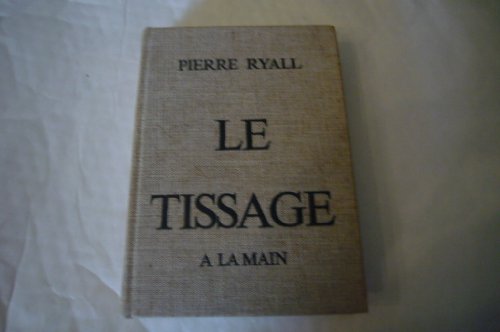 PIERRE RYALL
LE
TISSAGE
A LA MAIN